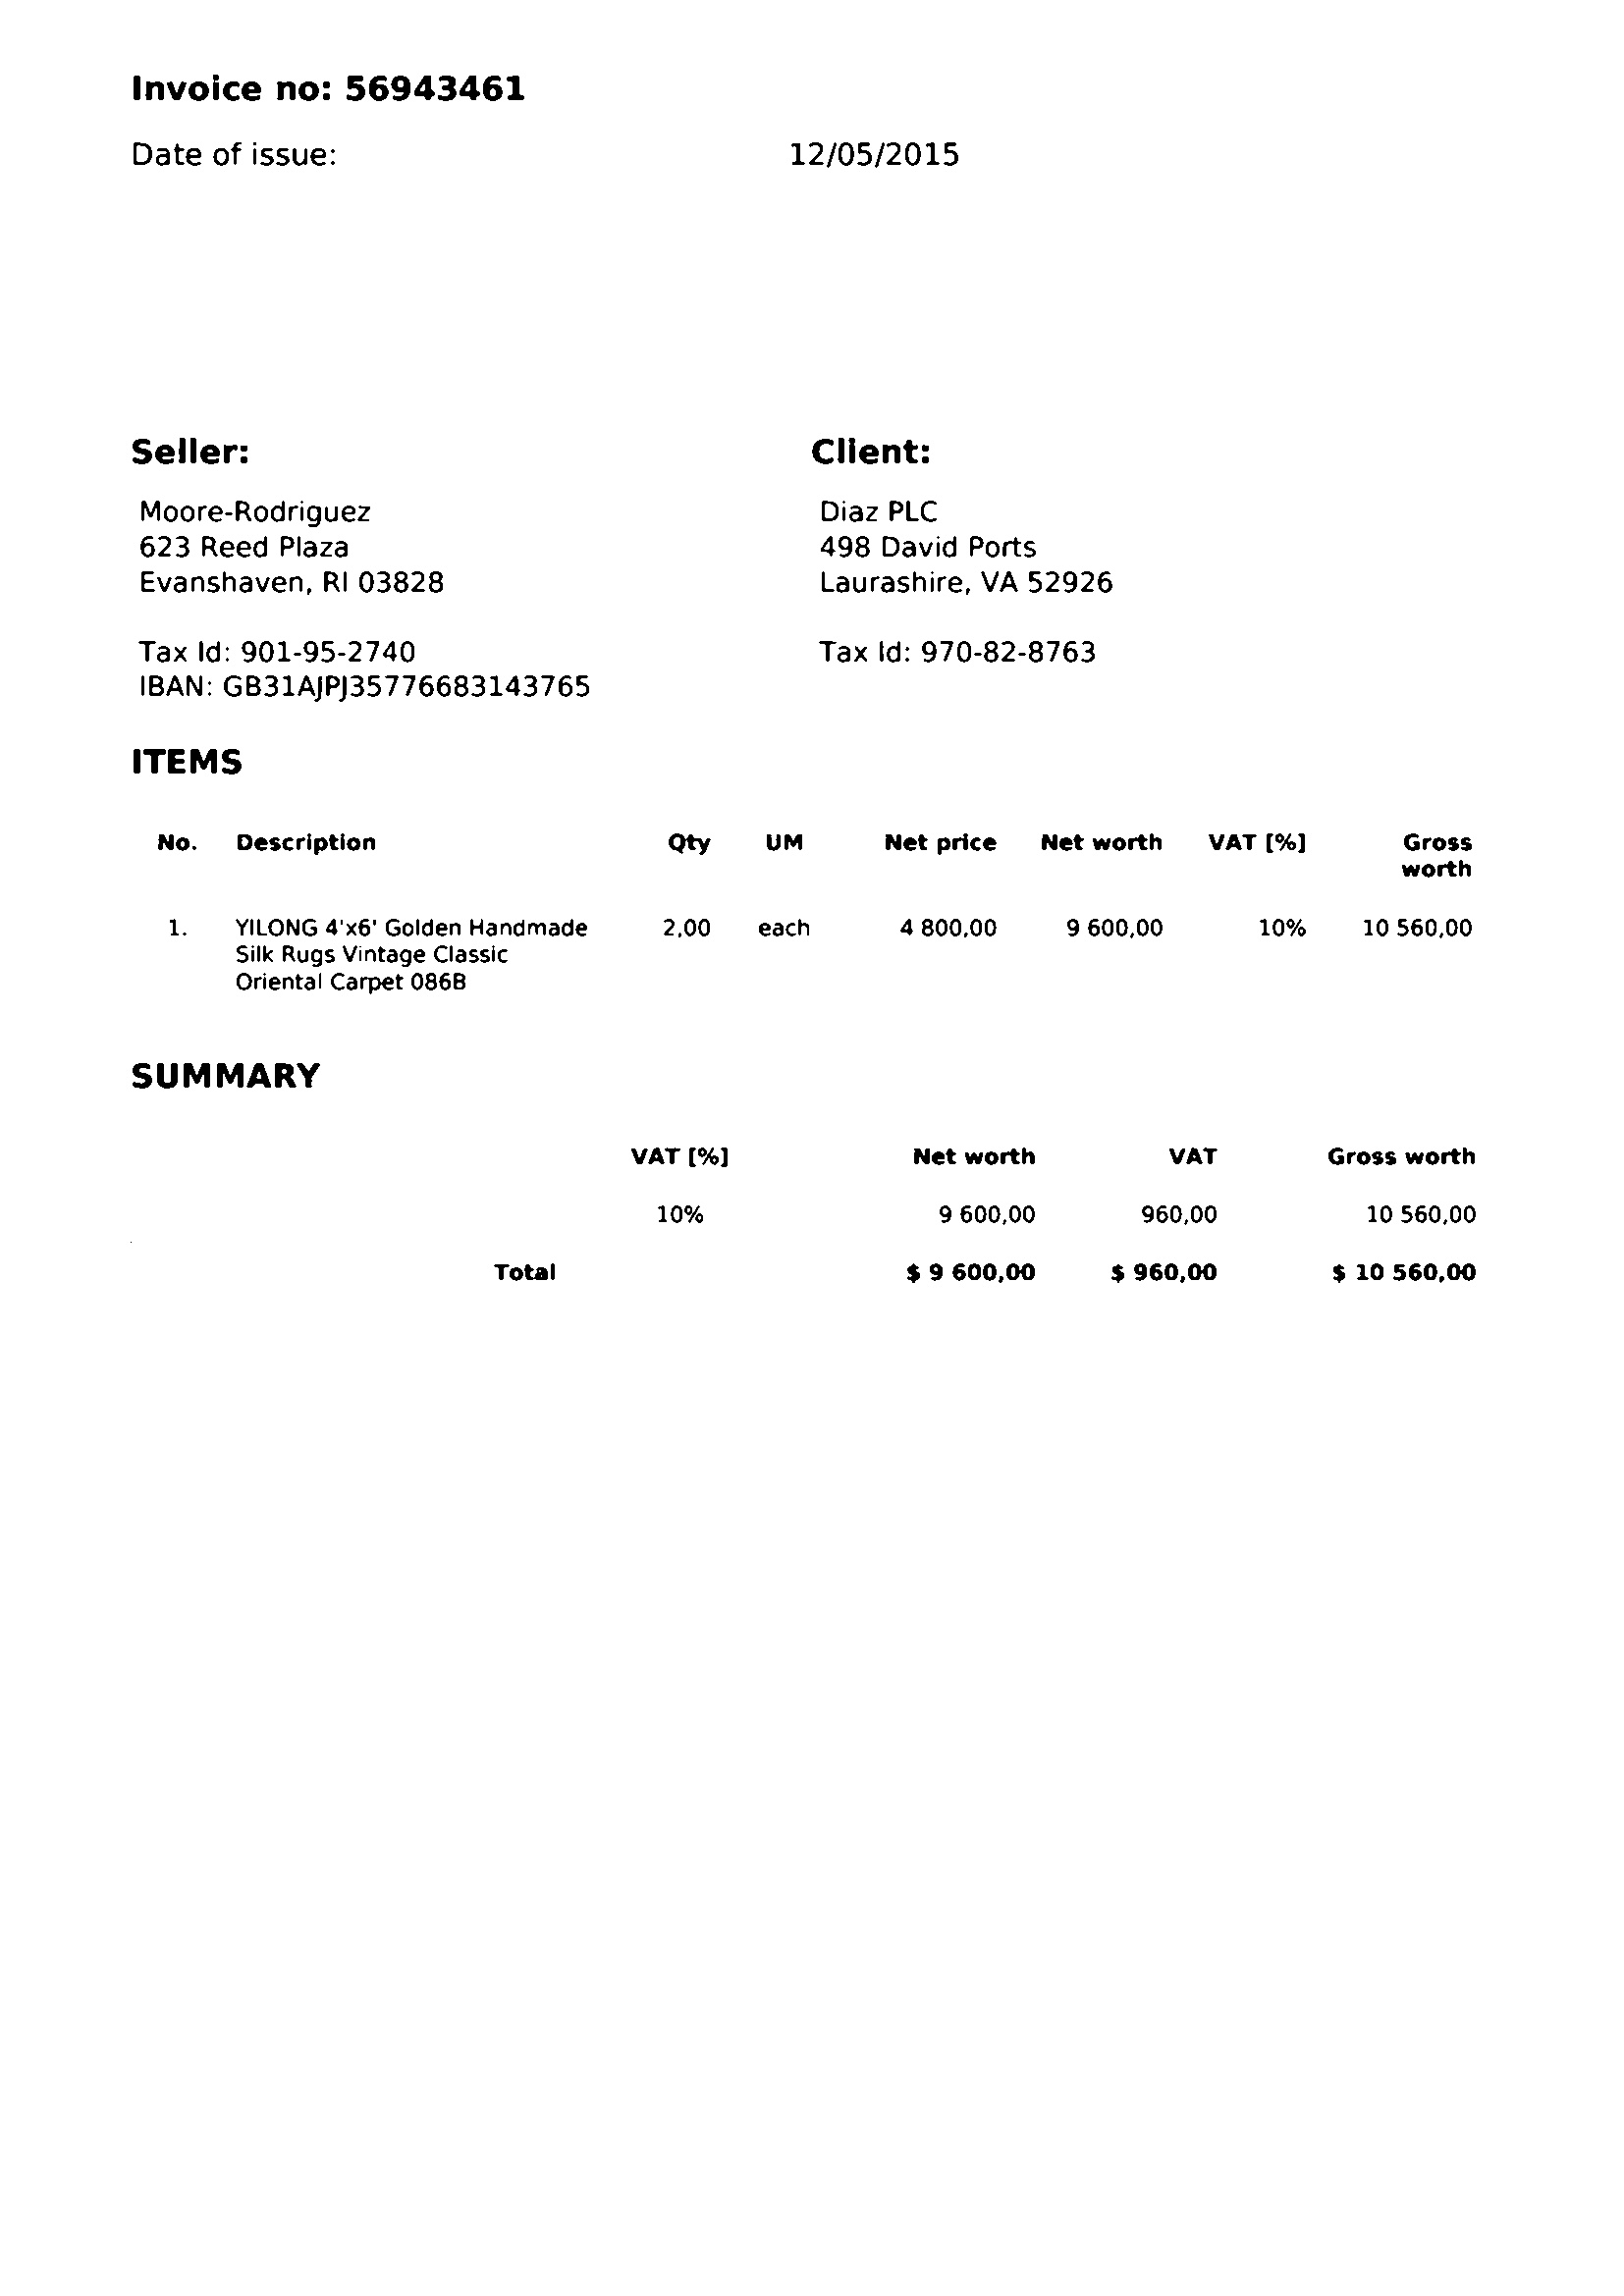 Invoice no: 56943461
Date of issue: 12/05/2015
Seller:
Moore-Rodriguez
623 Reed Plaza
Evanshaven, RI 03828
Tax Id: 901-95-2740
IBAN: GB31AJPJ35776683143765
Client:
Diaz PLC
498 David Ports
Laurashire, VA 52926
Tax Id: 970-82-8763
ITEMS
No. Description Qty UM Net price Net worth VAT [%] Gross
worth
1. YILONG 4'x6' Golden Handmade 2,00 each 4 800,00 9 600,00 10% 10 560,00
Silk Rugs Vintage Classic
Oriental Carpet 086B
SUMMARY
VAT [%] Net worth VAT Gross worth
10% 9 600,00 960,00 10 560,00
Total $ 9 600,00 $ 960,00 $ 10 560,00